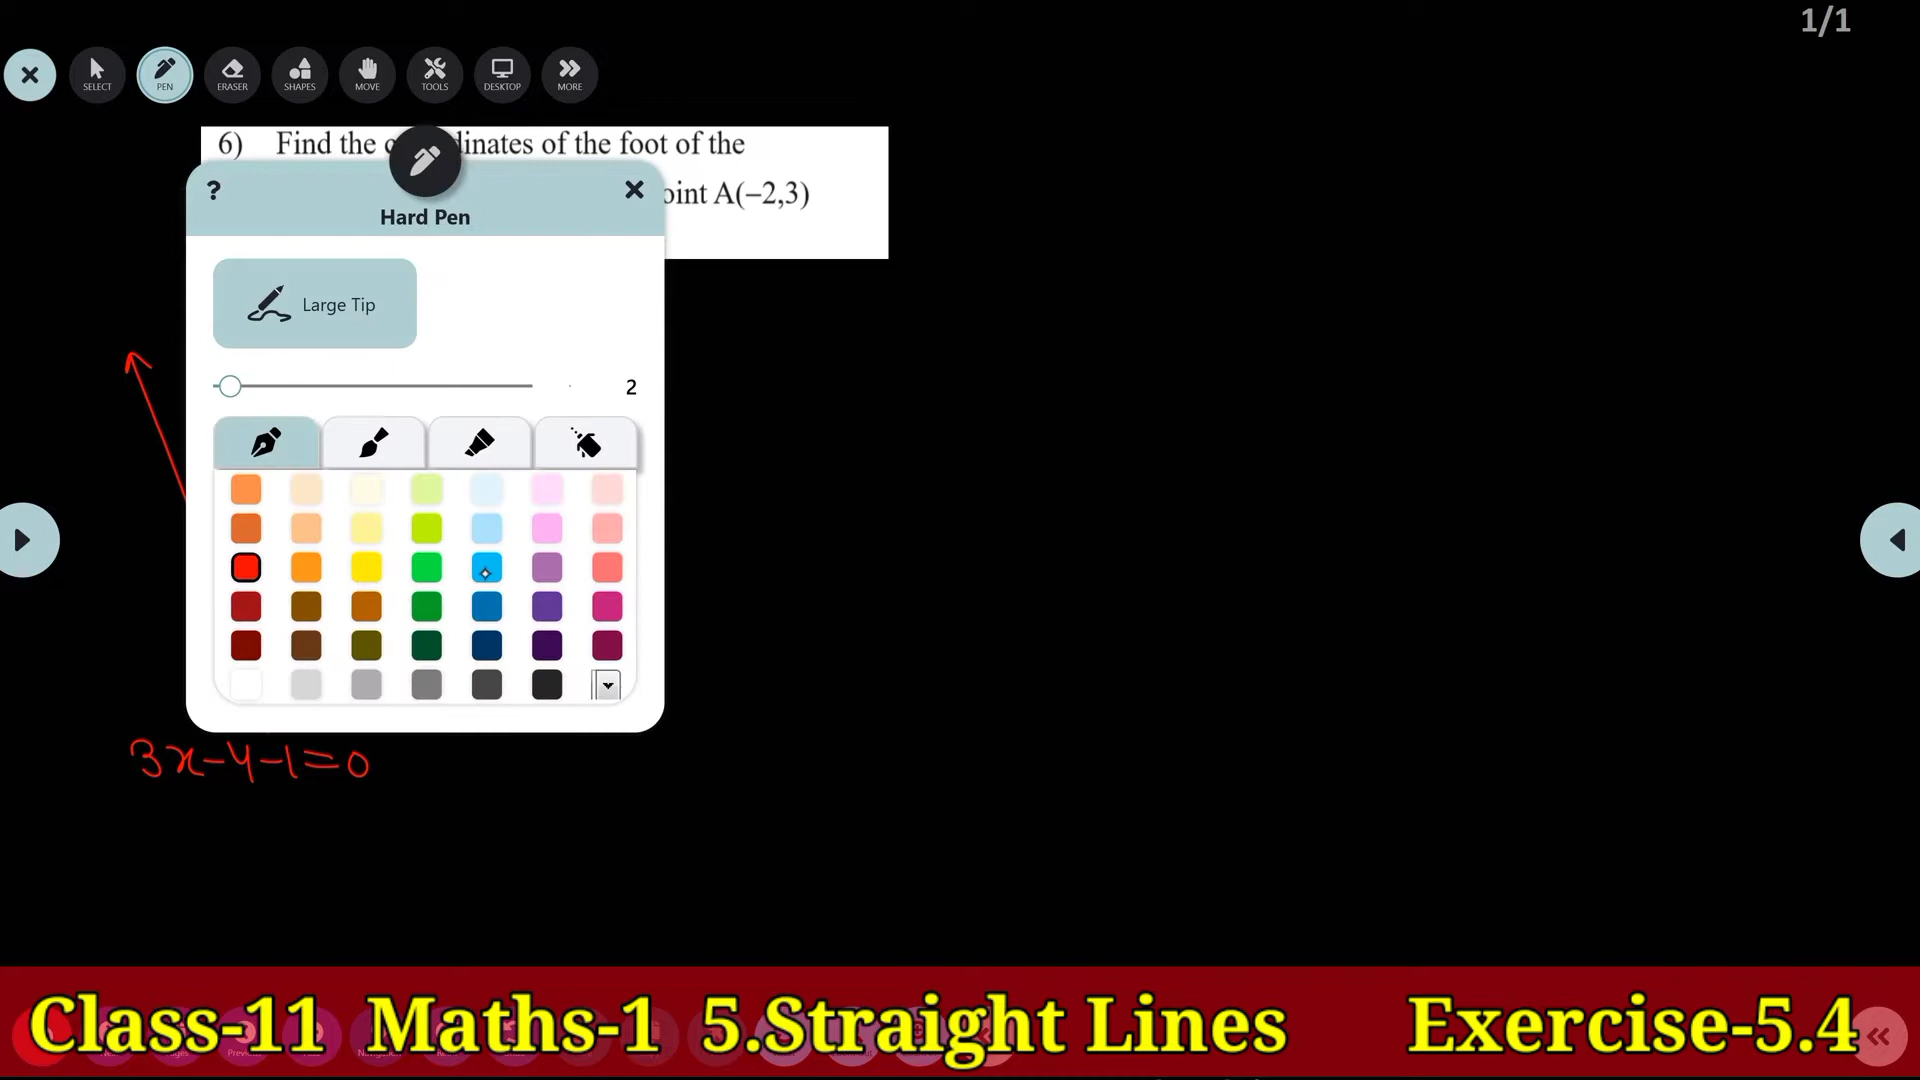 1/1
SELECT PEN ERASER SHAPES MOVE TOOLS DESKTOP MORE
6) Find the dinates of the foot of the
oint A(–2,3)
?
Hard Pen
Large Tip
2
3x-y-1=0
Class-11 Maths-1 5.Straight Lines Exercise-5.4